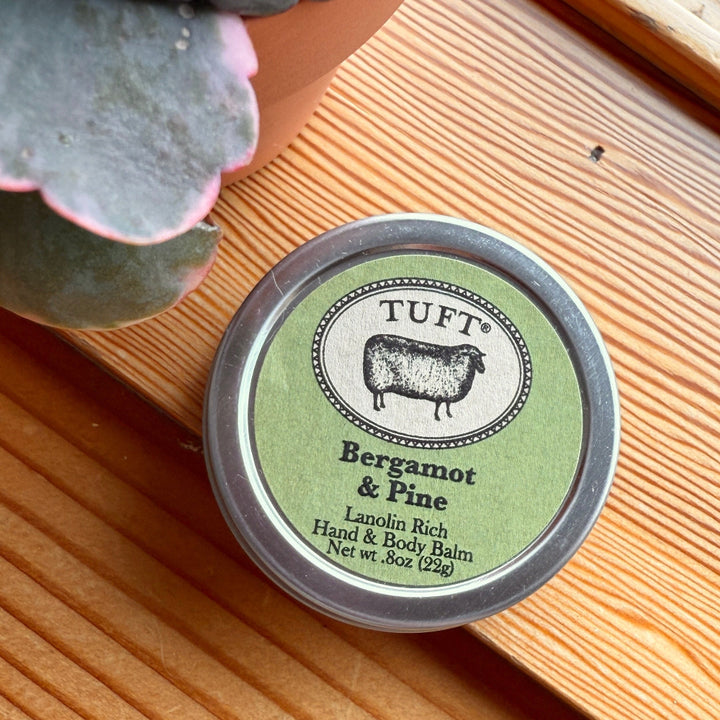 TUFT®
Bergamot
& Pine
Lanolin Rich
Hand & Body Balm
Net wt .8oz (22g)